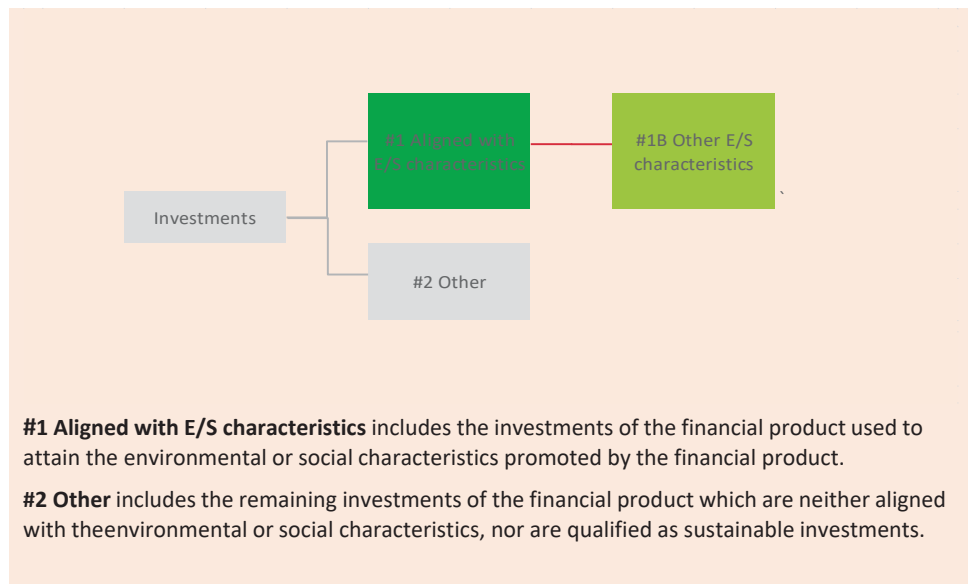 #1 Aligned with
E/S characteristics
#1B Other E/S
characteristics
`
Investments
#2 Other
#1 Aligned with E/S characteristics includes the investments of the financial product used to
attain the environmental or social characteristics promoted by the financial product.
#2 Other includes the remaining investments of the financial product which are neither aligned
with theenvironmental or social characteristics, nor are qualified as sustainable investments.